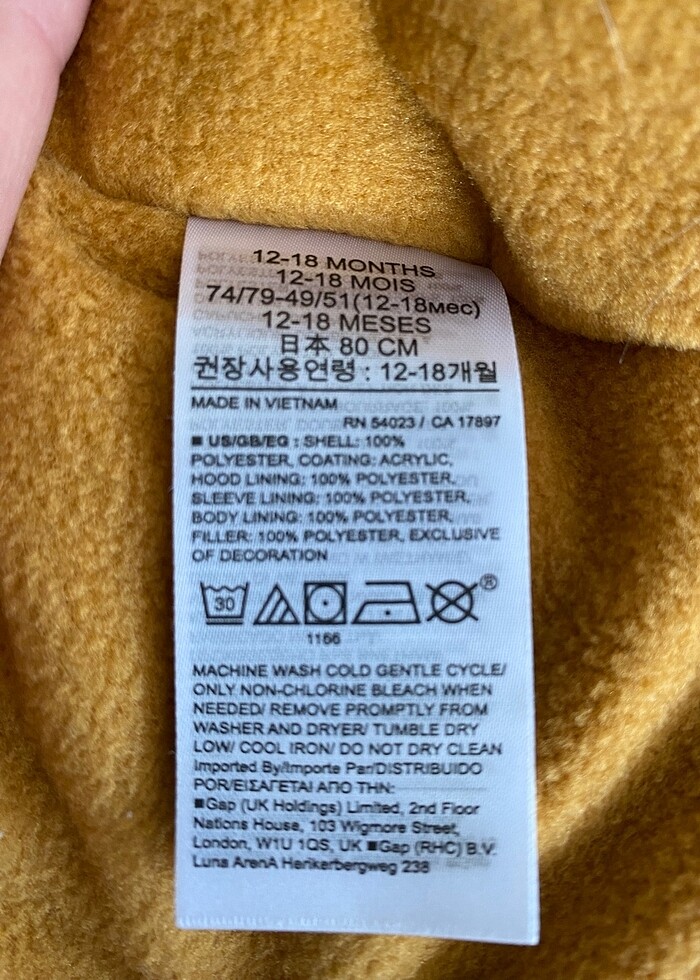 12-18 MONTHS
12-18 MOIS
74/79-49/51(12-18мес)
12-18 MESES
日本 80 CM
권장사용연령 : 12-18개월
MADE IN VIETNAM
RN 54023 / CA 17897
■ US/GB/EG : SHELL: 100%
POLYESTER, COATING: ACRYLIC,
HOOD LINING: 100% POLYESTER,
SLEEVE LINING: 100% POLYESTER,
BODY LINING: 100% POLYESTER,
FILLER: 100% POLYESTER, EXCLUSIVE
OF DECORATION
30
®
1166
MACHINE WASH COLD GENTLE CYCLE/
ONLY NON-CHLORINE BLEACH WHEN
NEEDED/ REMOVE PROMPTLY FROM
WASHER AND DRYER/ TUMBLE DRY
LOW/ COOL IRON/ DO NOT DRY CLEAN
Imported By/Importe Par/DISTRIBUIDO
POR/ΕΙΣΑΓΕΤΑΙ ΑΠΟ ΤΗΝ:
■Gap (UK Holdings) Limited, 2nd Floor
Nations House, 103 Wigmore Street,
London, W1U 1QS, UK ■Gap (RHC) B.V.
Luna ArenA Herikerbergweg 238